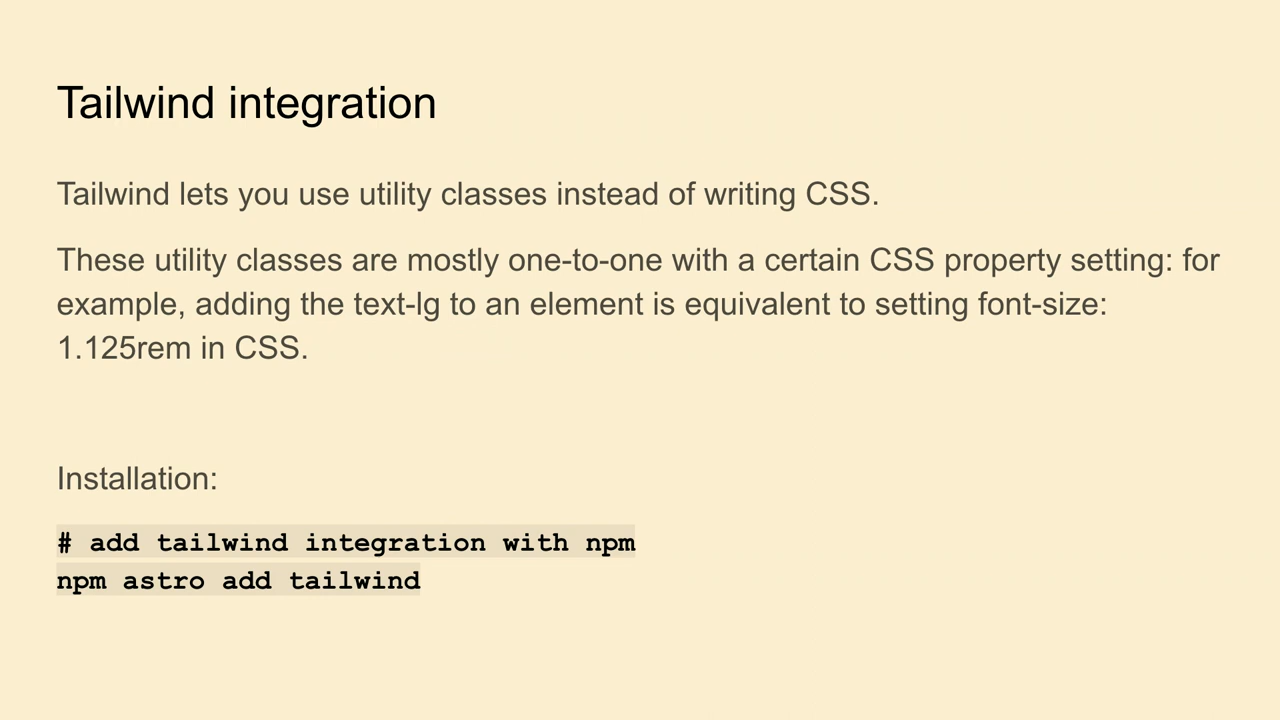 Tailwind integration
Tailwind lets you use utility classes instead of writing CSS.
These utility classes are mostly one-to-one with a certain CSS property setting: for
example, adding the text-lg to an element is equivalent to setting font-size:
1.125rem in CSS.
Installation:
# add tailwind integration with npm
npm astro add tailwind